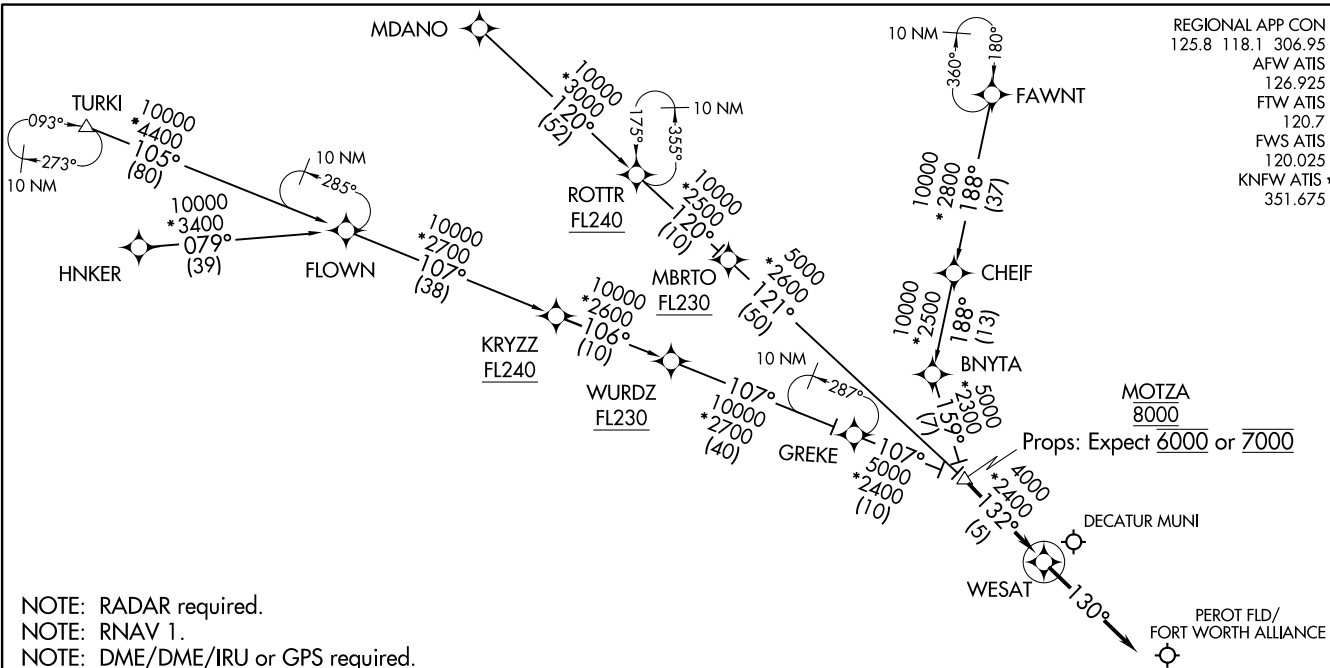 REGIONAL APP CON
125.8 118.1 306.95
AFW ATIS
126.925
FTW ATIS
120.7
FWS ATIS
120.025
KNFW ATIS *
351.675
MDANO
10000
*3000
120°
(52)
10 NM
175°
355°
ROTTR
FL240
10000
*2500
120°
(10)
MBRTO
FL230
5000
*2600
121°
(50)
10 NM
360°
180°
FAWNT
10000
*2800
188°
(37)
CHEIF
10000
*2500
188°
(13)
BNYTA
5000
*2300
159°
(7)
TURKI
093°
273°
10 NM
10000
*4400
105°
(80)
HNKER
10000
*3400
079°
(39)
10 NM
285°
FLOWN
10000
*2700
107°
(38)
KRYZZ
FL240
10000
*2600
106°
(10)
WURDZ
FL230
107°
10000
*2700
(40)
10 NM
287°
GREKE
107°
5000
*2400
(10)
MOTZA
8000
Props: Expect 6000 or 7000
4000
*2400
132°
(5)
DECATUR MUNI
WESAT
130°
PEROT FLD/
FORT WORTH ALLIANCE
NOTE: RADAR required.
NOTE: RNAV 1.
NOTE: DME/DME/IRU or GPS required.